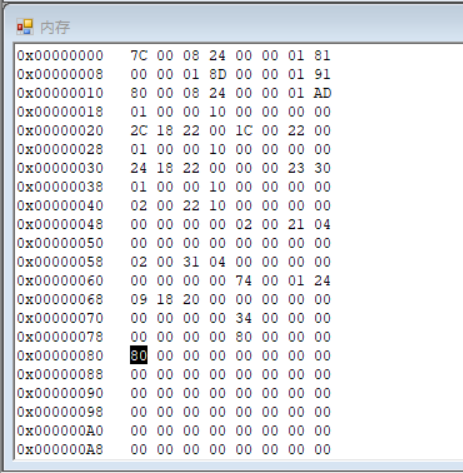 内存
0x00000000 7C 00 08 24 00 00 01 81
0x00000008 00 00 01 8D 00 00 01 91
0x00000010 80 00 08 24 00 00 01 AD
0x00000018 01 00 00 10 00 00 00 00
0x00000020 2C 18 22 00 1C 00 22 00
0x00000028 01 00 00 10 00 00 00 00
0x00000030 24 18 22 00 00 00 23 30
0x00000038 01 00 00 10 00 00 00 00
0x00000040 02 00 22 10 00 00 00 00
0x00000048 00 00 00 00 02 00 21 04
0x00000050 00 00 00 00 00 00 00 00
0x00000058 02 00 31 04 00 00 00 00
0x00000060 00 00 00 00 74 00 01 24
0x00000068 09 18 20 00 00 00 00 00
0x00000070 00 00 00 00 34 00 00 00
0x00000078 00 00 00 00 80 00 00 00
0x00000080 80 00 00 00 00 00 00 00
0x00000088 00 00 00 00 00 00 00 00
0x00000090 00 00 00 00 00 00 00 00
0x00000098 00 00 00 00 00 00 00 00
0x000000A0 00 00 00 00 00 00 00 00
0x000000A8 00 00 00 00 00 00 00 00